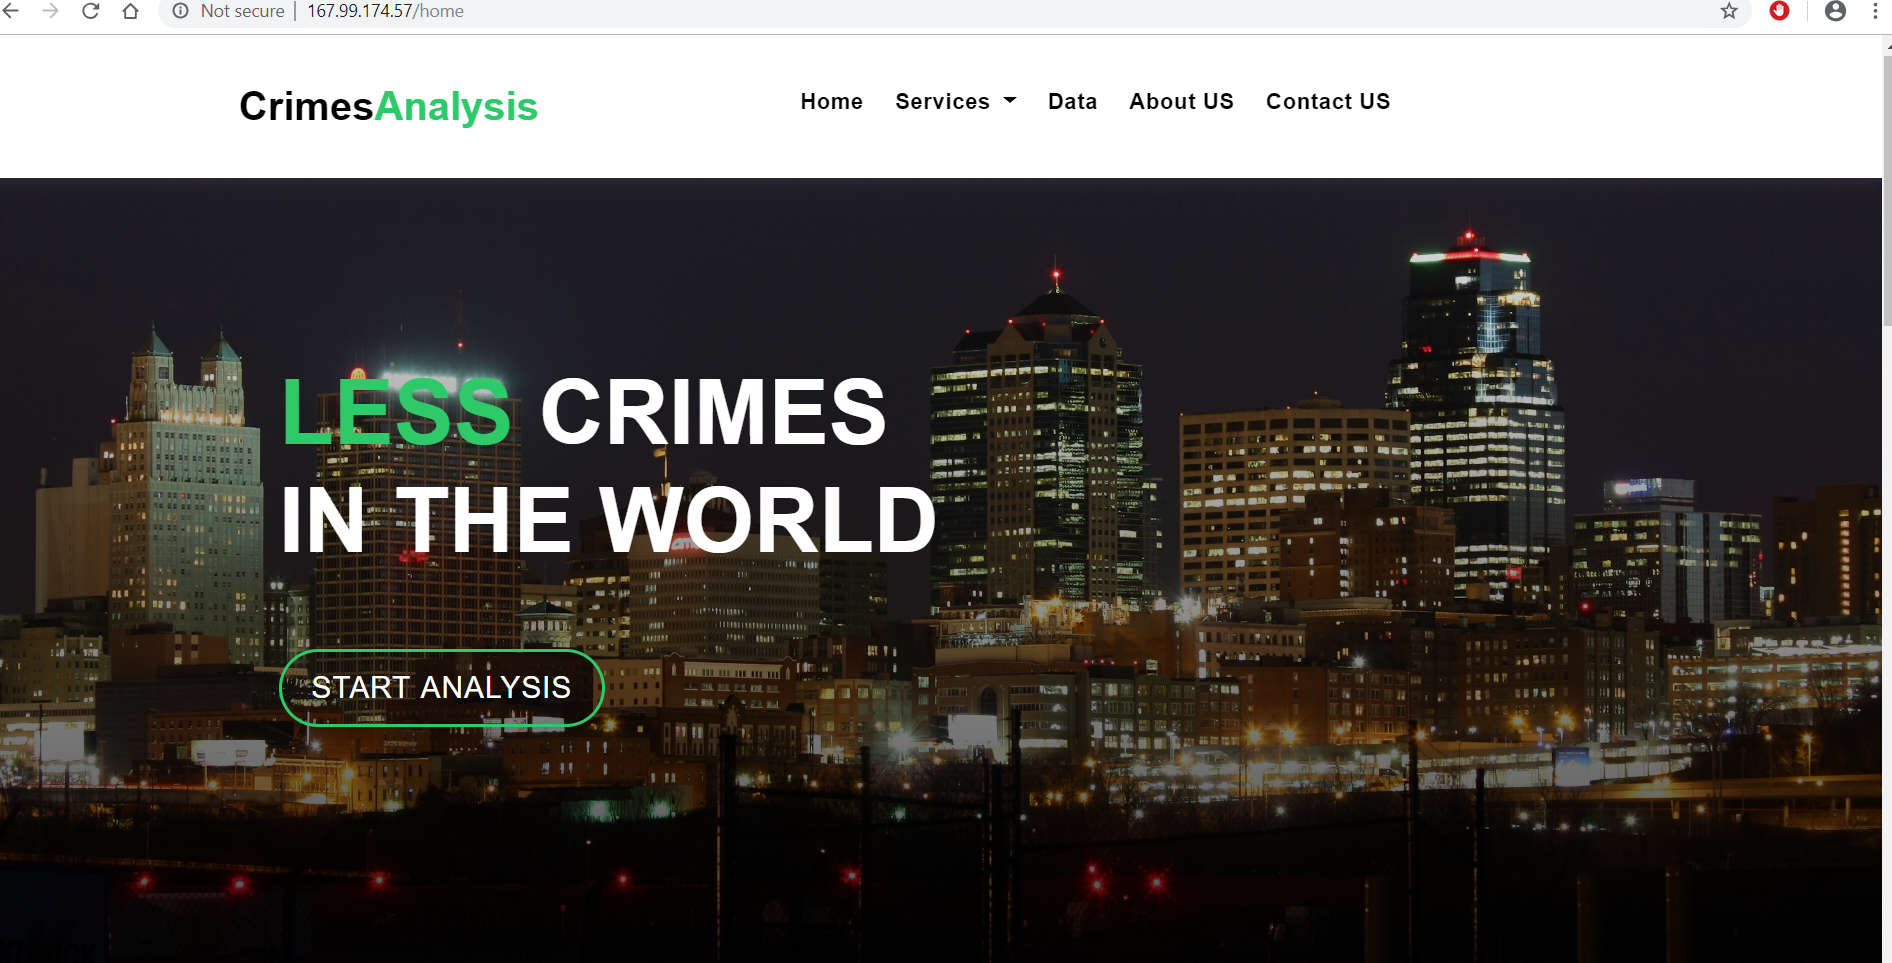 Not secure | 167.99.174.57/home
CrimesAnalysis
Home Services Data About US Contact US
LESS CRIMES
IN THE WORLD
START ANALYSIS